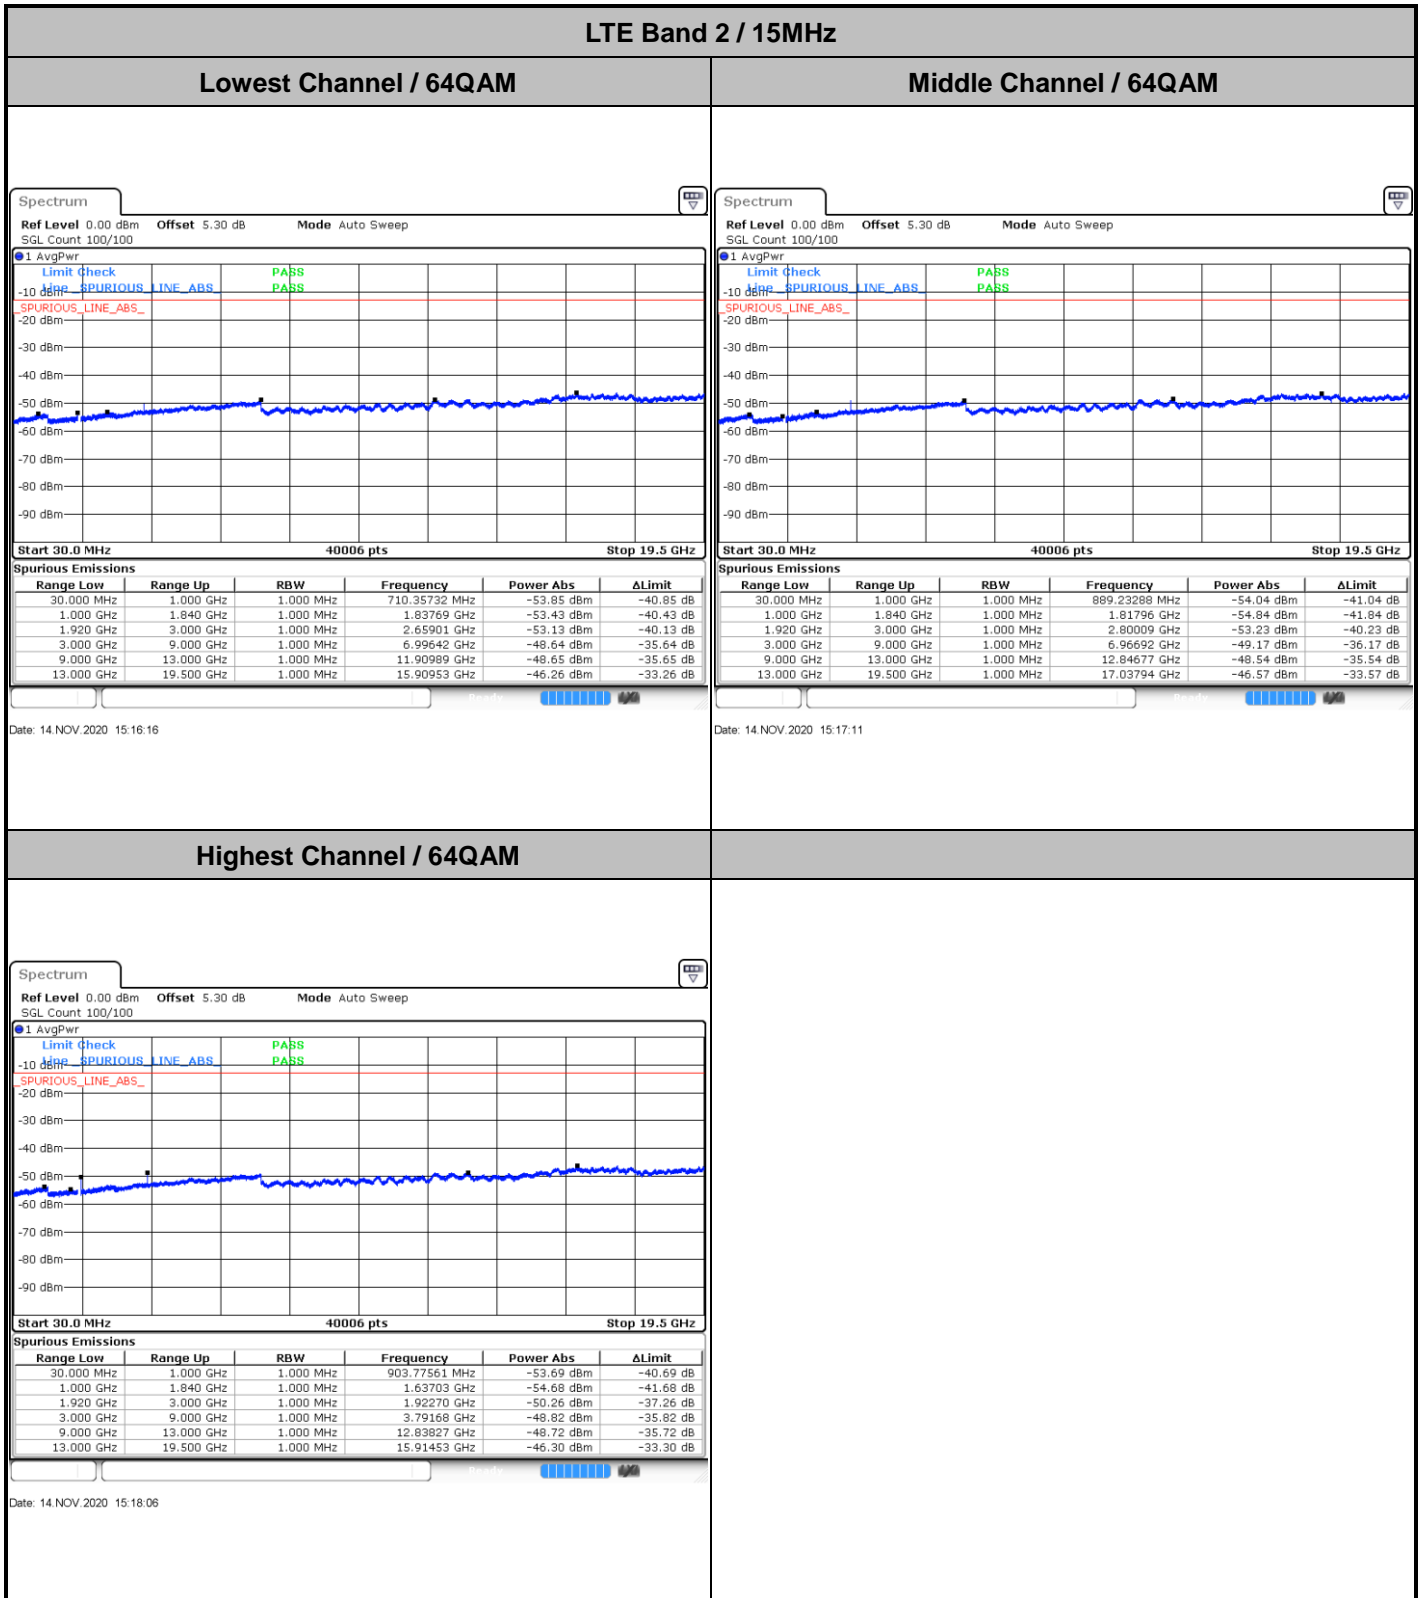 LTE Band 2 / 15MHz
Lowest Channel / 64QAM
Middle Channel / 64QAM
Spectrum
Ref Level 0.00 dBm Offset 5.30 dB Mode Auto Sweep
SGL Count 100/100
1 AvgPwr
Limit Check PASS
Line _SPURIOUS_LINE_ABS_ PASS
-10 dBm
_SPURIOUS_LINE_ABS_
-20 dBm
-30 dBm
-40 dBm
-50 dBm
-60 dBm
-70 dBm
-80 dBm
-90 dBm
Start 30.0 MHz 40006 pts Stop 19.5 GHz
Spurious Emissions
Range Low Range Up RBW Frequency Power Abs ΔLimit
30.000 MHz 1.000 GHz 1.000 MHz 710.35732 MHz -53.85 dBm -40.85 dB
1.000 GHz 1.840 GHz 1.000 MHz 1.83769 GHz -53.43 dBm -40.43 dB
1.920 GHz 3.000 GHz 1.000 MHz 2.65901 GHz -53.13 dBm -40.13 dB
3.000 GHz 9.000 GHz 1.000 MHz 6.99642 GHz -48.64 dBm -35.64 dB
9.000 GHz 13.000 GHz 1.000 MHz 11.90989 GHz -48.65 dBm -35.65 dB
13.000 GHz 19.500 GHz 1.000 MHz 15.90953 GHz -46.26 dBm -33.26 dB
Ready
Date: 14.NOV.2020 15:16:16
Spectrum
Ref Level 0.00 dBm Offset 5.30 dB Mode Auto Sweep
SGL Count 100/100
1 AvgPwr
Limit Check PASS
Line _SPURIOUS_LINE_ABS_ PASS
-10 dBm
_SPURIOUS_LINE_ABS_
-20 dBm
-30 dBm
-40 dBm
-50 dBm
-60 dBm
-70 dBm
-80 dBm
-90 dBm
Start 30.0 MHz 40006 pts Stop 19.5 GHz
Spurious Emissions
Range Low Range Up RBW Frequency Power Abs ΔLimit
30.000 MHz 1.000 GHz 1.000 MHz 889.23288 MHz -54.04 dBm -41.04 dB
1.000 GHz 1.840 GHz 1.000 MHz 1.81796 GHz -54.84 dBm -41.84 dB
1.920 GHz 3.000 GHz 1.000 MHz 2.80009 GHz -53.23 dBm -40.23 dB
3.000 GHz 9.000 GHz 1.000 MHz 6.96692 GHz -49.17 dBm -36.17 dB
9.000 GHz 13.000 GHz 1.000 MHz 12.84677 GHz -48.54 dBm -35.54 dB
13.000 GHz 19.500 GHz 1.000 MHz 17.03794 GHz -46.57 dBm -33.57 dB
Ready
Date: 14.NOV.2020 15:17:11
Highest Channel / 64QAM
Spectrum
Ref Level 0.00 dBm Offset 5.30 dB Mode Auto Sweep
SGL Count 100/100
1 AvgPwr
Limit Check PASS
Line _SPURIOUS_LINE_ABS_ PASS
-10 dBm
_SPURIOUS_LINE_ABS_
-20 dBm
-30 dBm
-40 dBm
-50 dBm
-60 dBm
-70 dBm
-80 dBm
-90 dBm
Start 30.0 MHz 40006 pts Stop 19.5 GHz
Spurious Emissions
Range Low Range Up RBW Frequency Power Abs ΔLimit
30.000 MHz 1.000 GHz 1.000 MHz 903.77561 MHz -53.69 dBm -40.69 dB
1.000 GHz 1.840 GHz 1.000 MHz 1.63703 GHz -54.68 dBm -41.68 dB
1.920 GHz 3.000 GHz 1.000 MHz 1.92270 GHz -50.26 dBm -37.26 dB
3.000 GHz 9.000 GHz 1.000 MHz 3.79168 GHz -48.82 dBm -35.82 dB
9.000 GHz 13.000 GHz 1.000 MHz 12.83827 GHz -48.72 dBm -35.72 dB
13.000 GHz 19.500 GHz 1.000 MHz 15.91453 GHz -46.30 dBm -33.30 dB
Ready
Date: 14.NOV.2020 15:18:06